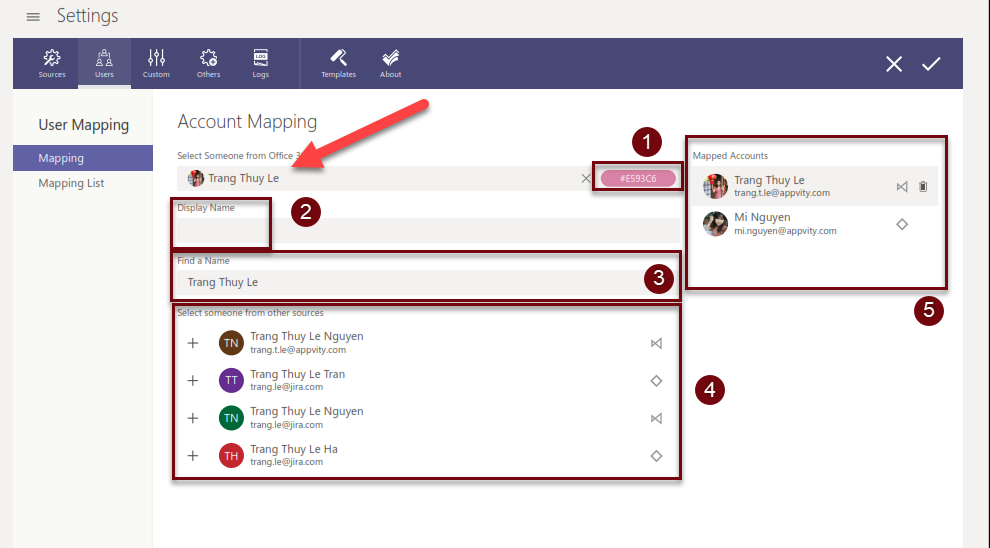 Settings
Sources
Users
Custom
Others
LOG
Logs
Templates
About
User Mapping
Mapping
Mapping List
Account Mapping
Select Someone from Office 3
Trang Thuy Le
#E593C6
1
Display Name
2
Find a Name
Trang Thuy Le
3
Select someone from other sources
TN
Trang Thuy Le Nguyen
trang.t.le@appvity.com
TT
Trang Thuy Le Tran
trang.le@jira.com
TN
Trang Thuy Le Nguyen
trang.le@jira.com
TH
Trang Thuy Le Ha
trang.le@jira.com
4
Mapped Accounts
Trang Thuy Le
trang.t.le@appvity.com
Mi Nguyen
mi.nguyen@appvity.com
5